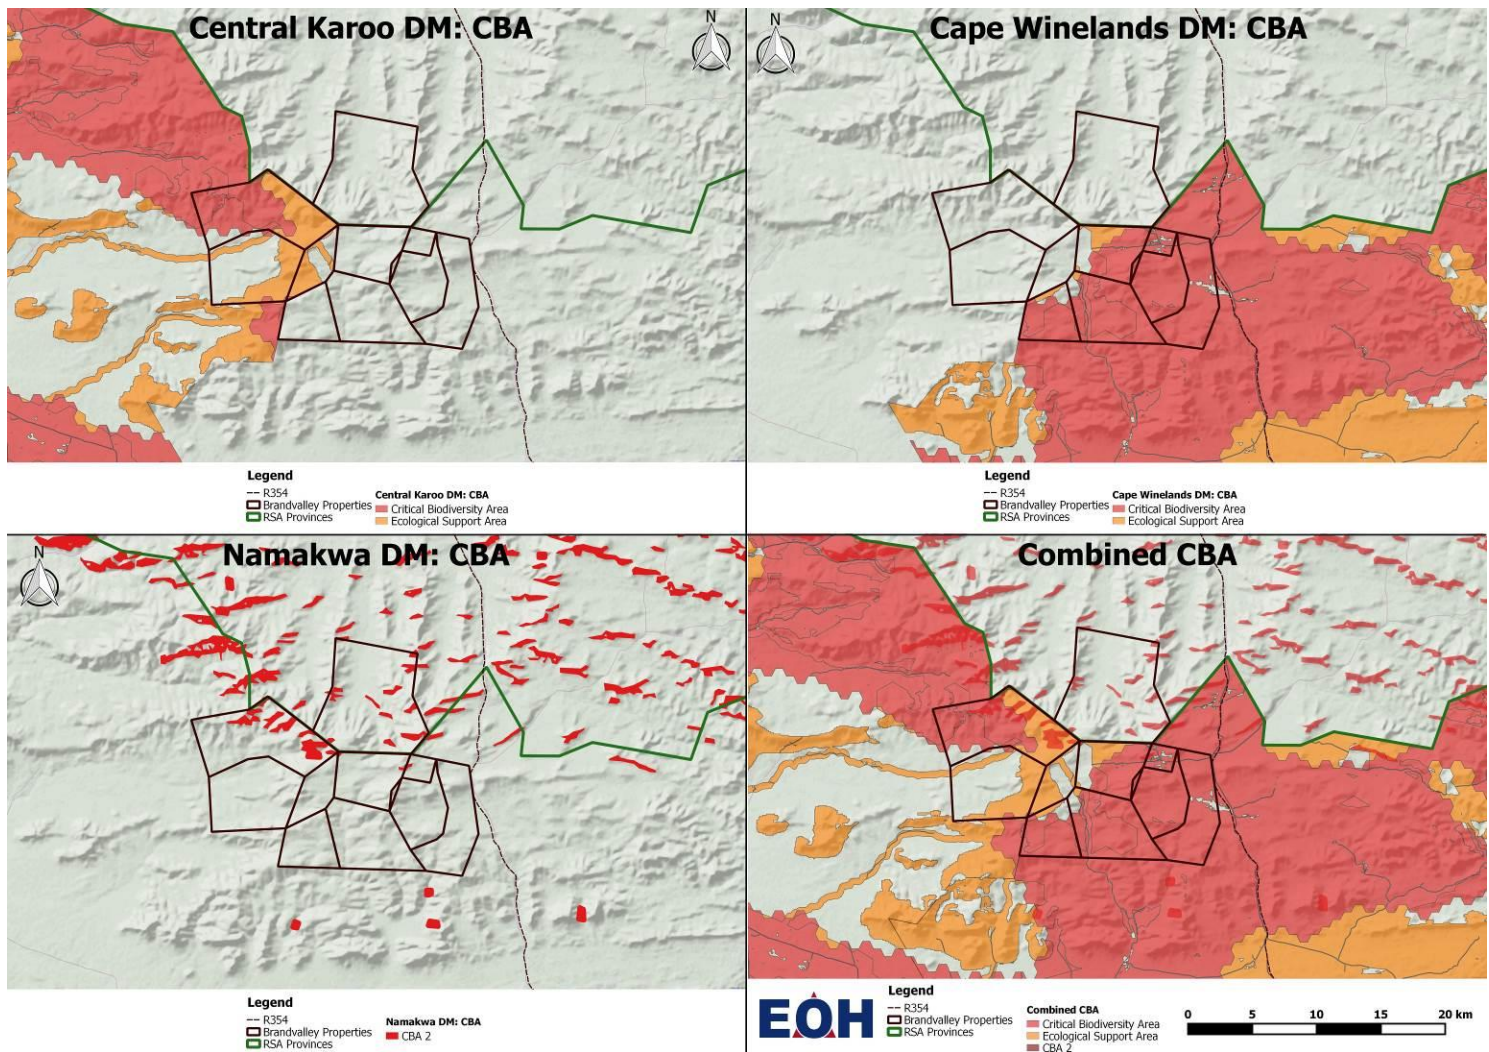 Central Karoo DM: CBA
N
Legend
R354
Brandvalley Properties
RSA Provinces
Central Karoo DM: CBA
Critical Biodiversity Area
Ecological Support Area
Cape Winelands DM: CBA
N
Legend
R354
Brandvalley Properties
RSA Provinces
Cape Winelands DM: CBA
Critical Biodiversity Area
Ecological Support Area
Namakwa DM: CBA
N
Legend
R354
Brandvalley Properties
RSA Provinces
Namakwa DM: CBA
CBA 2
Combined CBA
EOH
Legend
R354
Brandvalley Properties
RSA Provinces
Combined CBA
Critical Biodiversity Area
Ecological Support Area
CBA 2
0 5 10 15 20 km